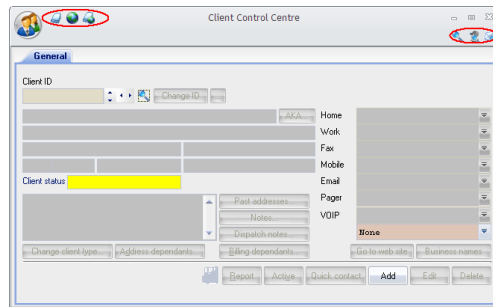 Client Control Centre
General
Client ID
Change ID
AKA...
Home
Work
Fax
Mobile
Client status
Email
Past addresses...
Pager
Notes...
VOIP
Dispatch notes...
None
Change client type...
Address dependants...
Billing dependants...
Go to web site
Business names
Report
Active
Quick contact
Add
Edit
Delete